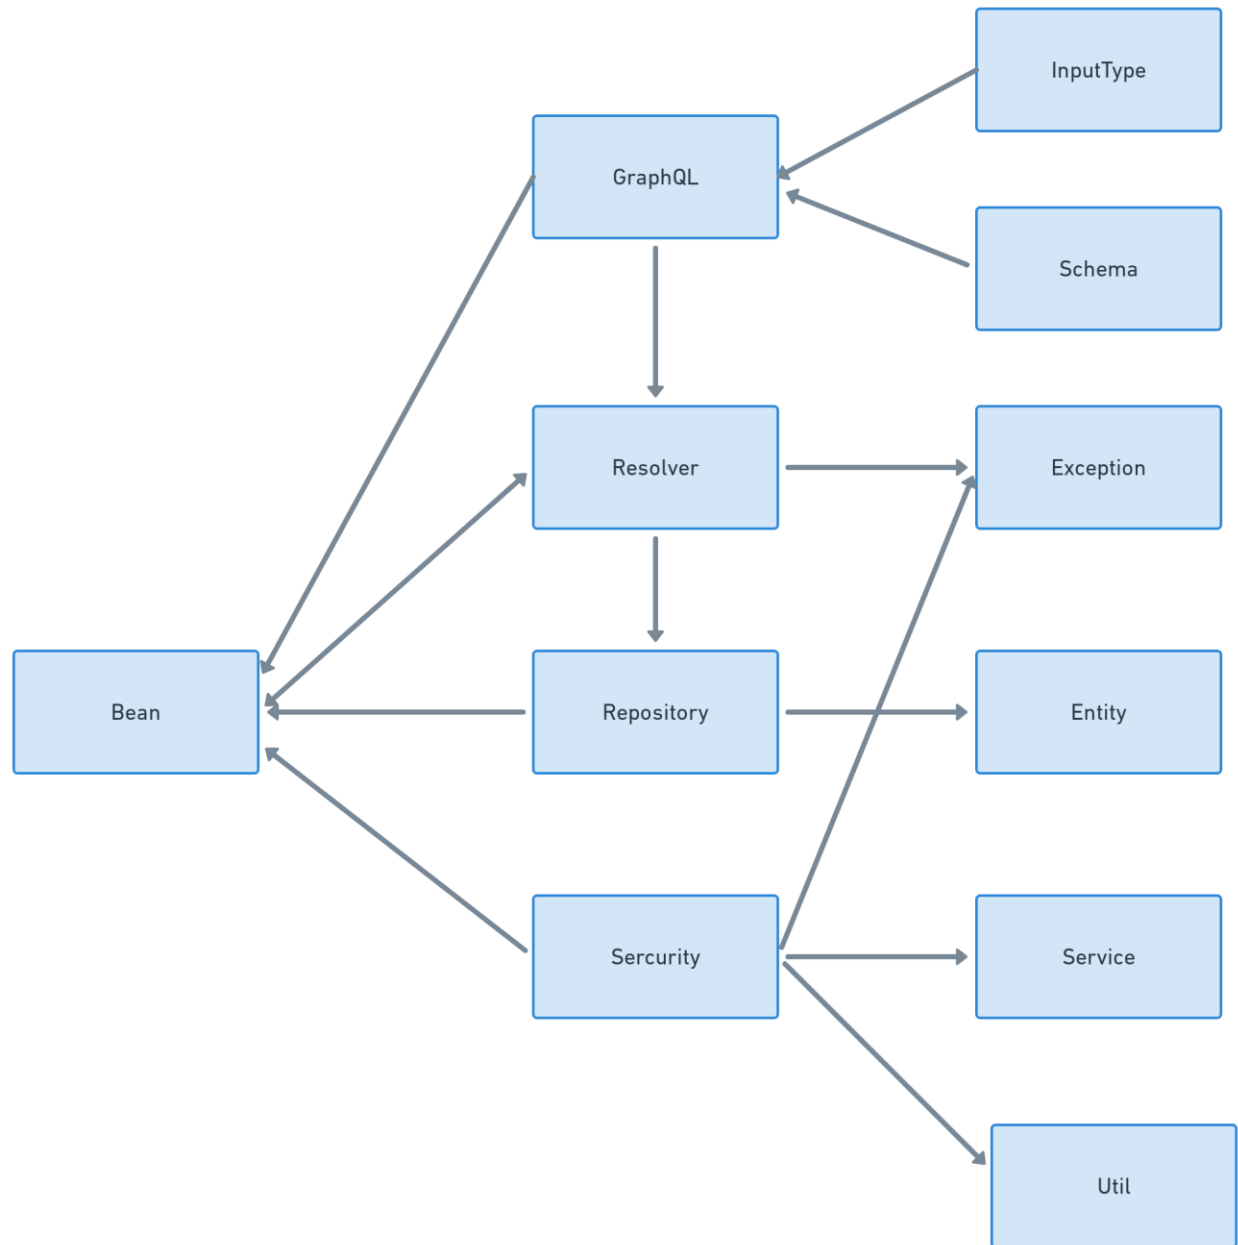 InputType
GraphQL
Schema
Resolver
Exception
Bean
Repository
Entity
Sercurity
Service
Util